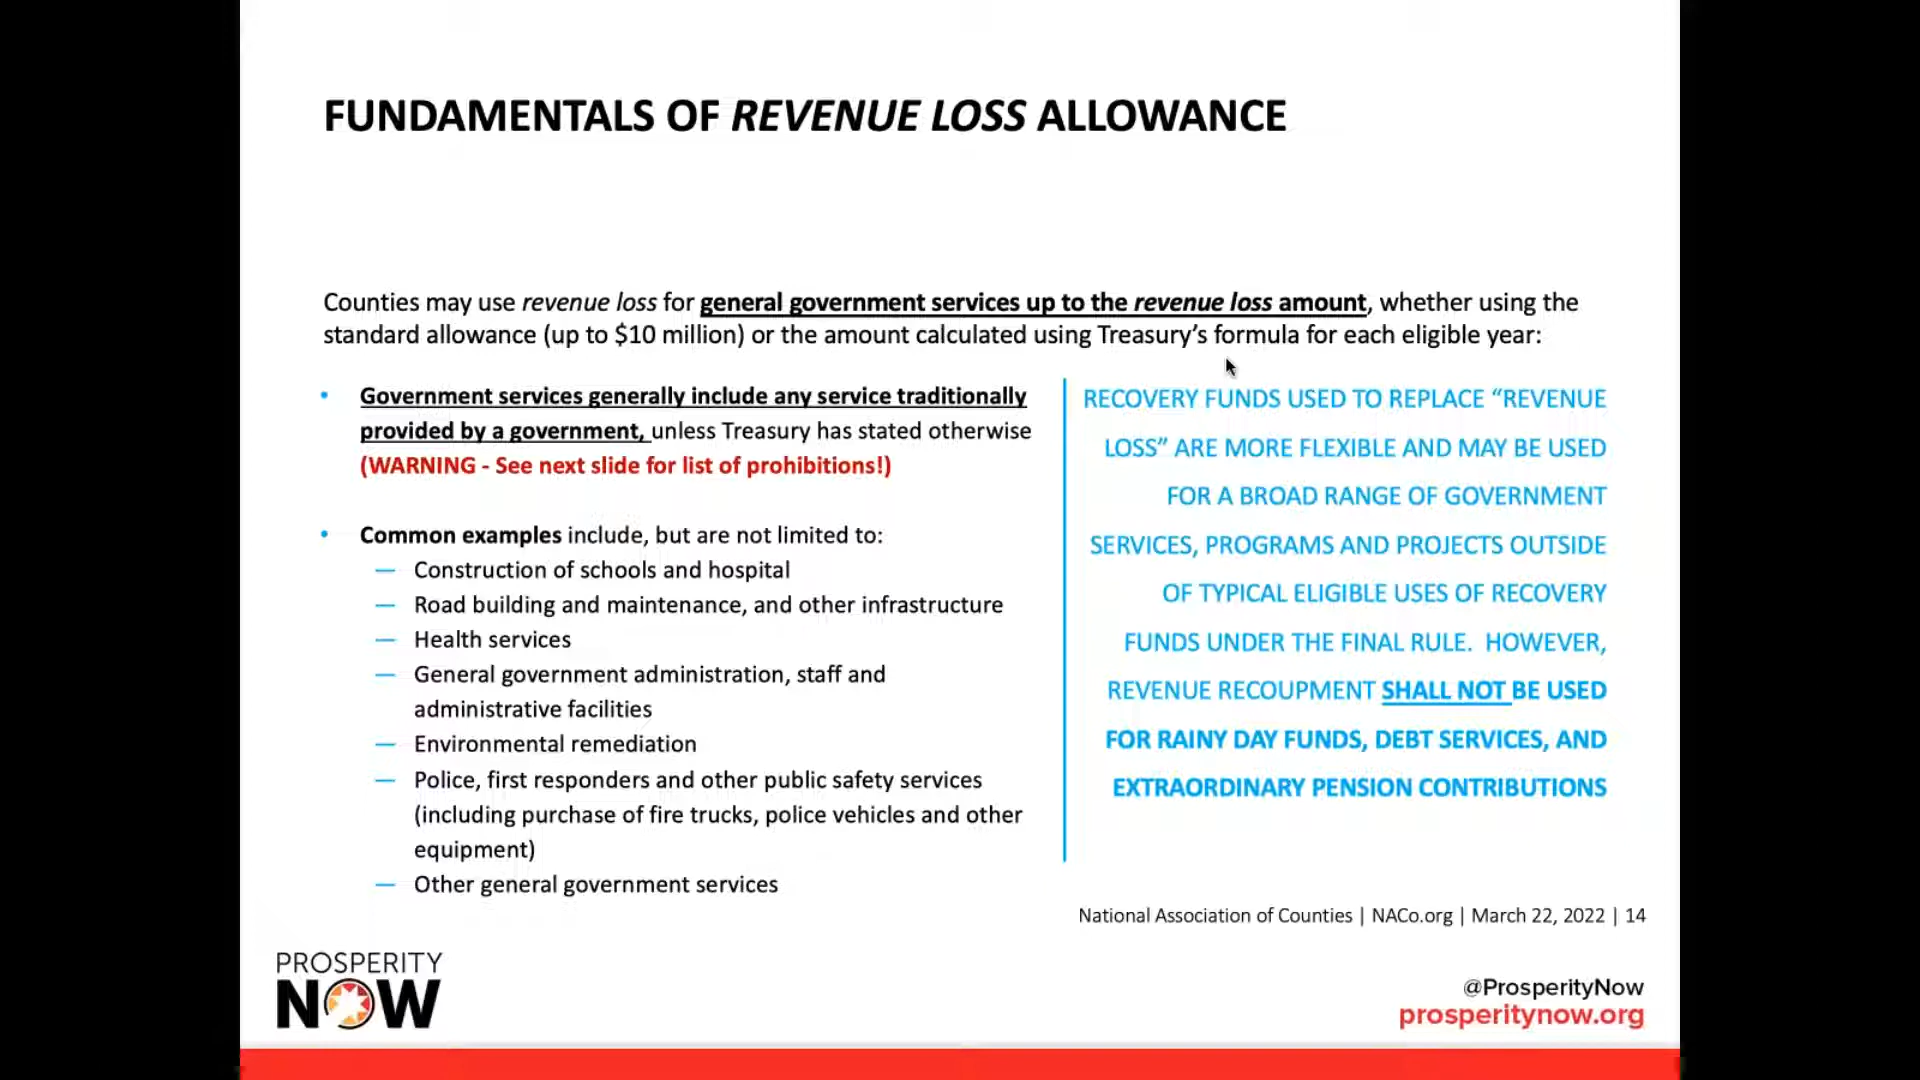 FUNDAMENTALS OF REVENUE LOSS ALLOWANCE
Counties may use revenue loss for general government services up to the revenue loss amount, whether using the
standard allowance (up to $10 million) or the amount calculated using Treasury’s formula for each eligible year:
• Government services generally include any service traditionally
provided by a government, unless Treasury has stated otherwise
(WARNING - See next slide for list of prohibitions!)
• Common examples include, but are not limited to:
— Construction of schools and hospital
— Road building and maintenance, and other infrastructure
— Health services
— General government administration, staff and
administrative facilities
— Environmental remediation
— Police, first responders and other public safety services
(including purchase of fire trucks, police vehicles and other
equipment)
— Other general government services
RECOVERY FUNDS USED TO REPLACE “REVENUE
LOSS” ARE MORE FLEXIBLE AND MAY BE USED
FOR A BROAD RANGE OF GOVERNMENT
SERVICES, PROGRAMS AND PROJECTS OUTSIDE
OF TYPICAL ELIGIBLE USES OF RECOVERY
FUNDS UNDER THE FINAL RULE. HOWEVER,
REVENUE RECOUPMENT SHALL NOT BE USED
FOR RAINY DAY FUNDS, DEBT SERVICES, AND
EXTRAORDINARY PENSION CONTRIBUTIONS
National Association of Counties | NACo.org | March 22, 2022 | 14
PROSPERITY
NOW
@ProsperityNow
prosperitynow.org